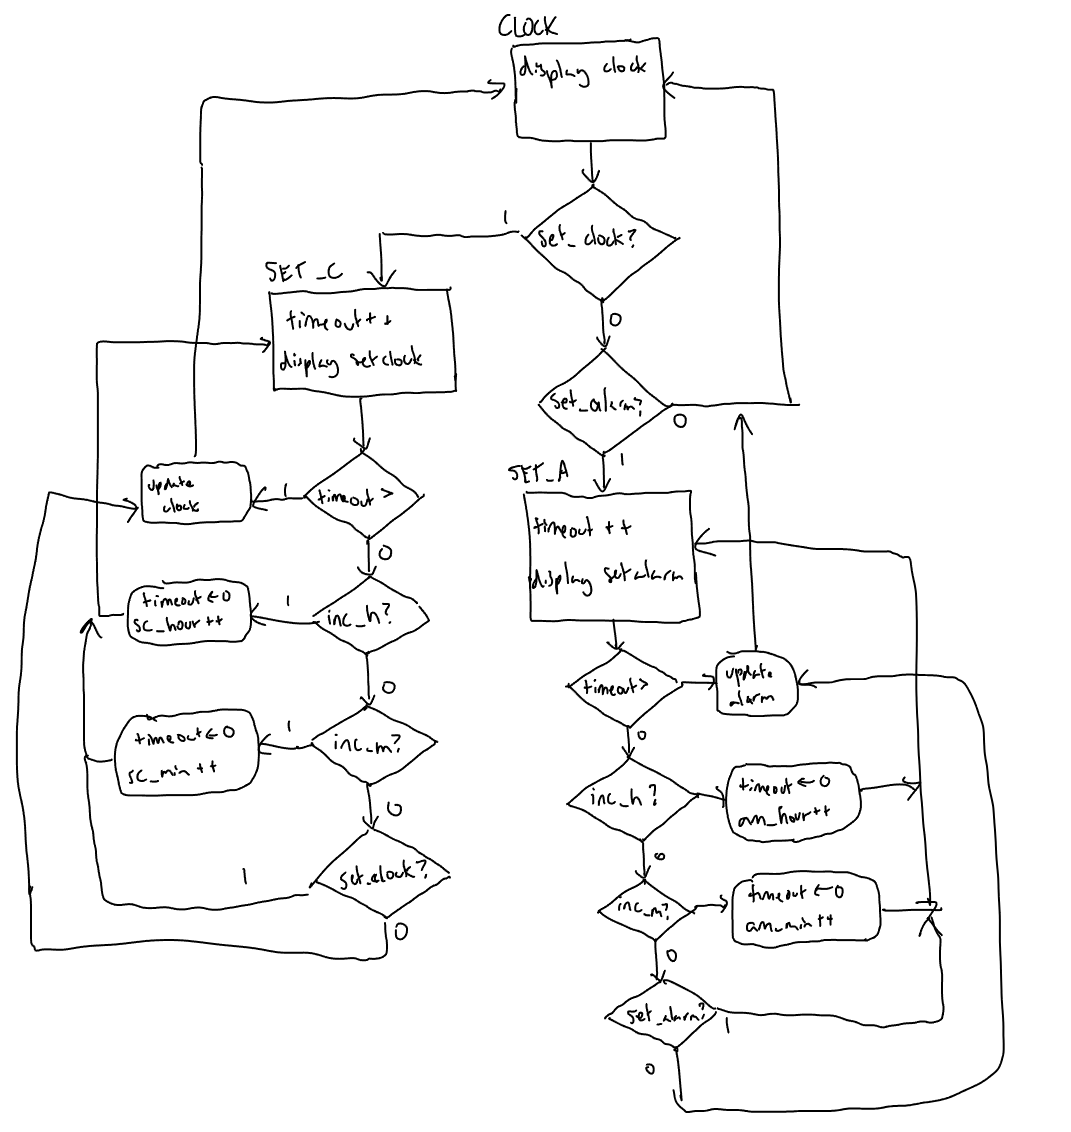 CLOCK
display clock
1
set_clock?
SET_C
0
timeout++
display setclock
set_alarm?
0
1
SET_A
update
clock
1
timeout >
0
timeout ++
display setalarm
timeout ← 0
sc_hour ++
1
inc_h?
0
timeout>
update
alarm
0
timeout ← 0
sc_min ++
1
inc_m?
0
inc_h?
timeout ← 0
am_hour++
0
1
set_clock?
0
inc_m?
timeout ← 0
am_min++
0
set_alarm?
1
0